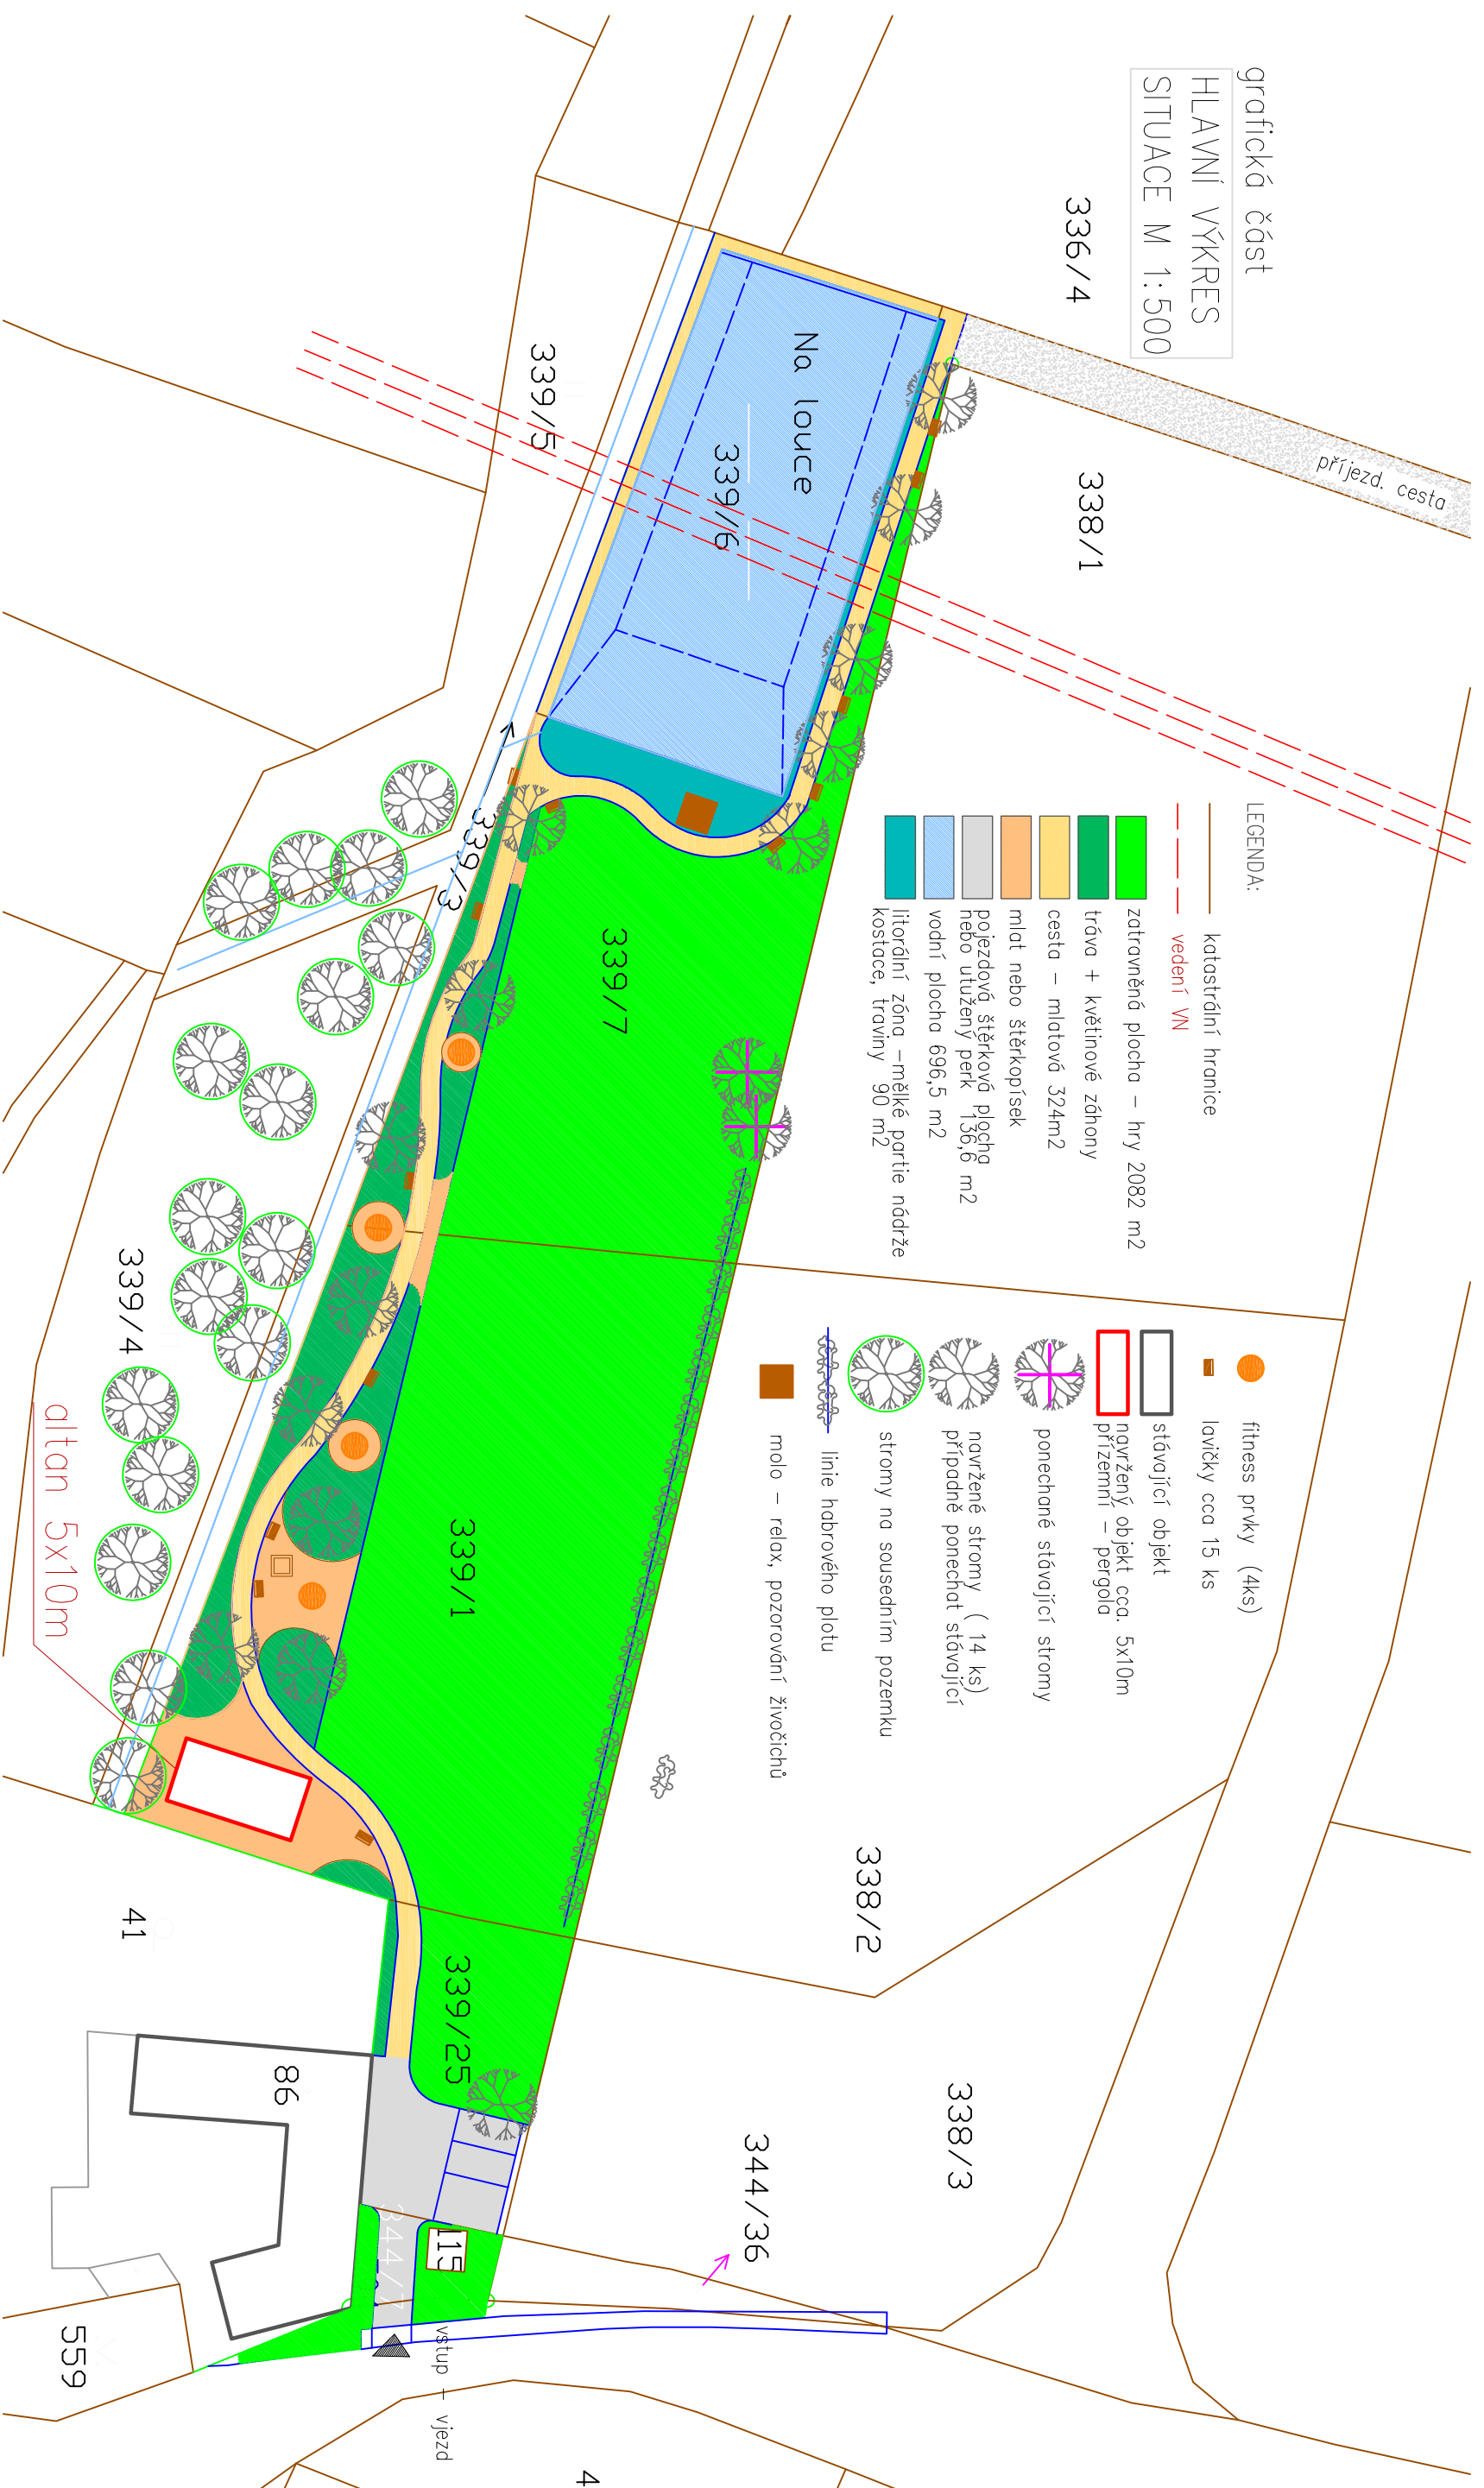 grafická část
HLAVNÍ VÝKRES
SITUACE M 1:500
336/4
338/1
příjezd. cesta
Na louce
339/6
339/5
339/3
339/7
339/4
339/1
altan 5x10m
LEGENDA:
katastrální hranice
vedení VN
zatravněná plocha – hry 2082 m2
tráva + květinové záhony
cesta – mlatová 324m2
mlat nebo štěrkopísek
pojezdová štěrková plocha
nebo utužený perk 136,6 m2
vodní plocha 696,5 m2
litorální zóna –mělké partie nádrže
kostace, traviny 90 m2
fitness prvky (4ks)
lavičky cca 15 ks
stávající objekt
navržený objekt cca. 5x10m
přízemní – pergola
ponechané stávající stromy
navržené stromy ( 14 ks)
případně ponechat stávající
stromy na sousedním pozemku
linie habrového plotu
molo – relax, pozorování živočichů
338/2
41
339/25
86
338/3
344/36
115
344/7
559
vstup – vjezd
4